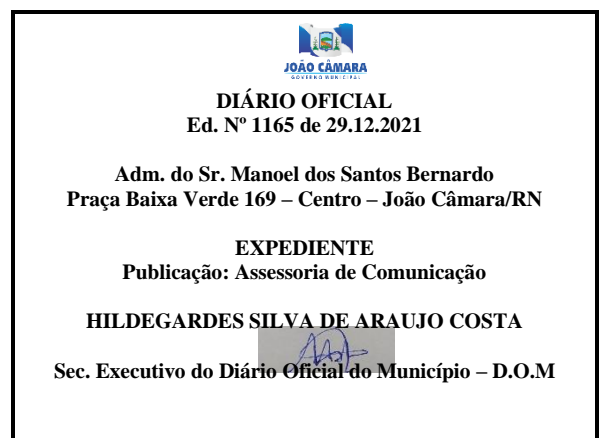 JOÃO CÂMARA
GOVERNO MUNICIPAL
DIÁRIO OFICIAL
Ed. Nº 1165 de 29.12.2021
Adm. do Sr. Manoel dos Santos Bernardo
Praça Baixa Verde 169 – Centro – João Câmara/RN
EXPEDIENTE
Publicação: Assessoria de Comunicação
HILDEGARDES SILVA DE ARAUJO COSTA
Sec. Executivo do Diário Oficial do Município – D.O.M